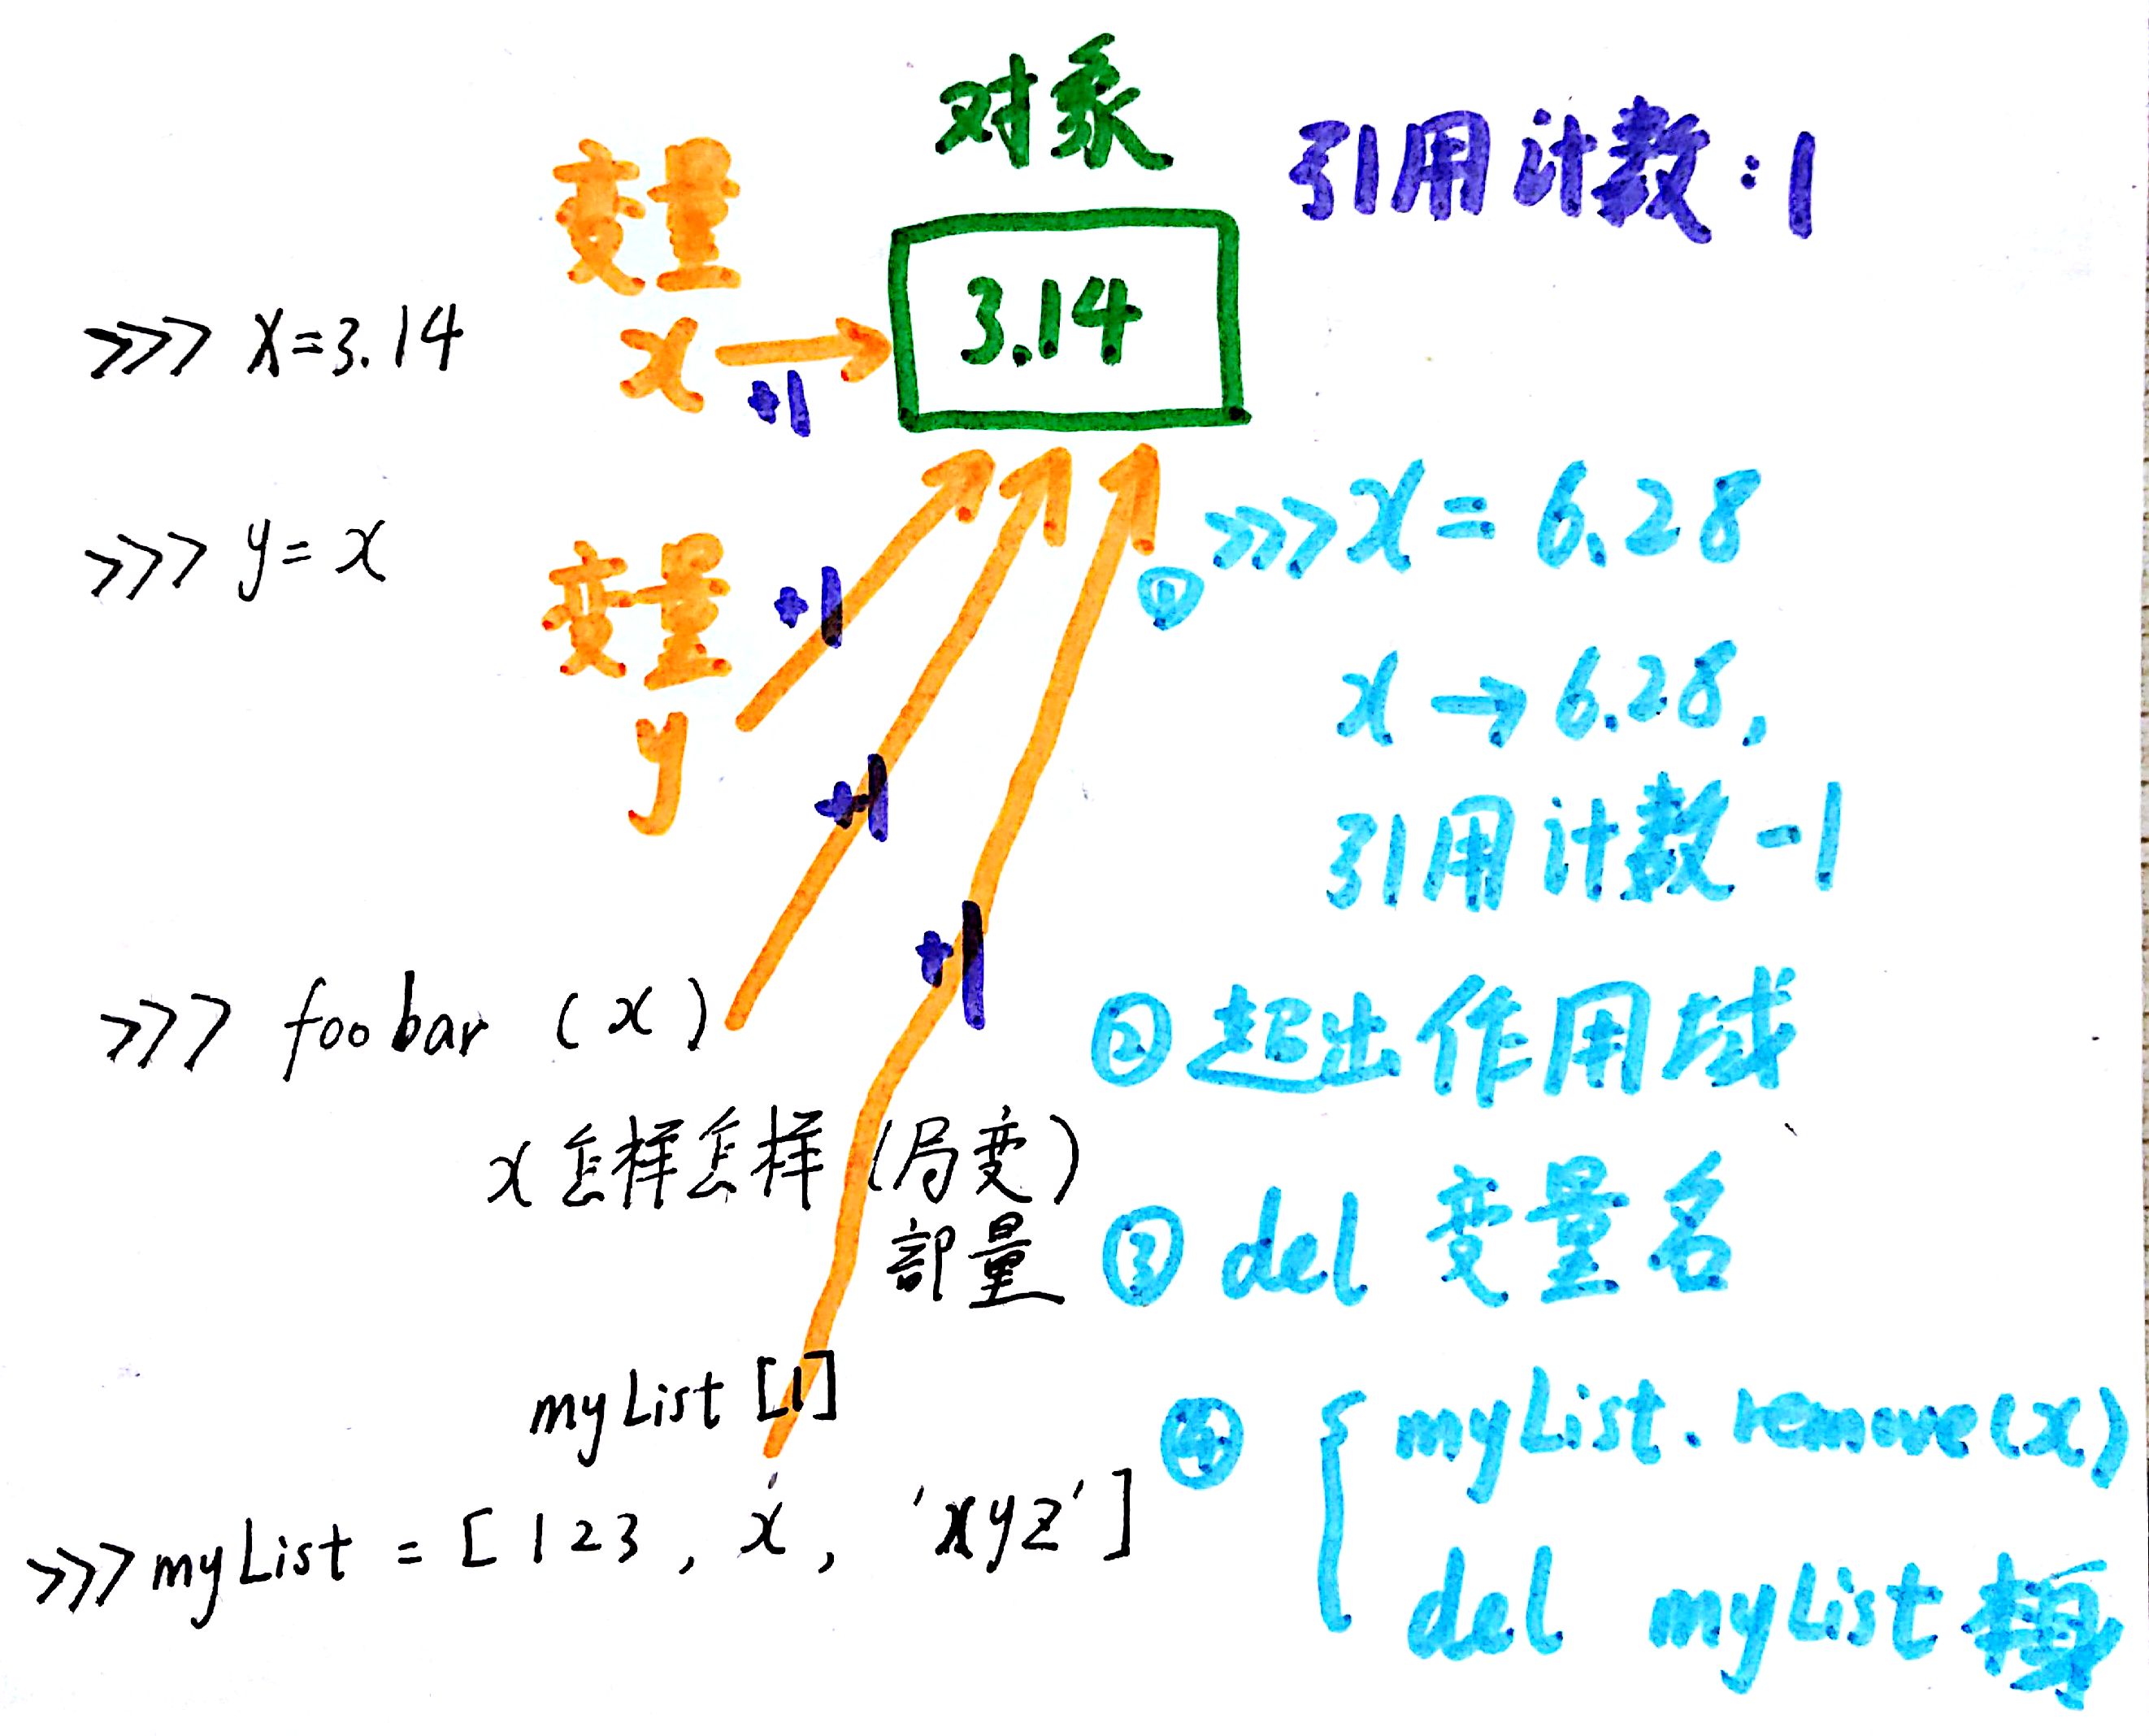 对象
引用计数:1
变量
3.14
>>> x=3.14
x
+1
>>> x = 6.28
>>> y = x
变量
+1
①
y
x → 6.28,
引用计数 -1
+1
+1
>>> foobar (x)
② 超出作用域
x 怎样怎样 (局变)
部量
③ del 变量名
myList [1]
④ myList.remove(x)
>>> myList = [ 123 , x , 'xyz' ]
del myList 本身